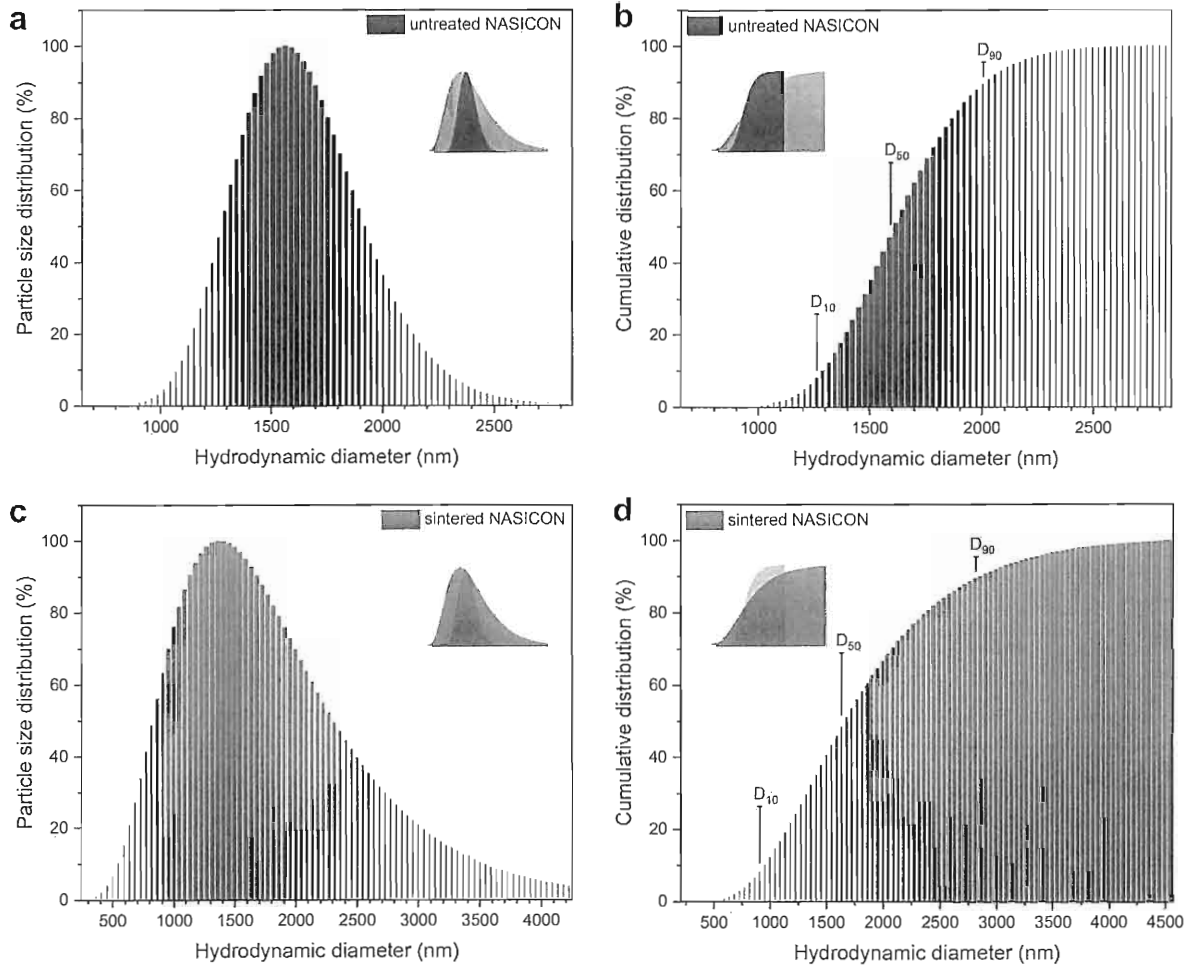 a
untreated NASICON
Particle size distribution (%)
100
80
60
40
20
0
1000 1500 2000 2500
Hydrodynamic diameter (nm)
b
untreated NASICON
Cumulative distribution (%)
100
80
60
40
20
0
D10
D50
D90
1000 1500 2000 2500
Hydrodynamic diameter (nm)
c
sintered NASICON
Particle size distribution (%)
100
80
60
40
20
0
500 1000 1500 2000 2500 3000 3500 4000
Hydrodynamic diameter (nm)
d
sintered NASICON
Cumulative distribution (%)
100
80
60
40
20
0
D10
D50
D90
500 1000 1500 2000 2500 3000 3500 4000 4500
Hydrodynamic diameter (nm)